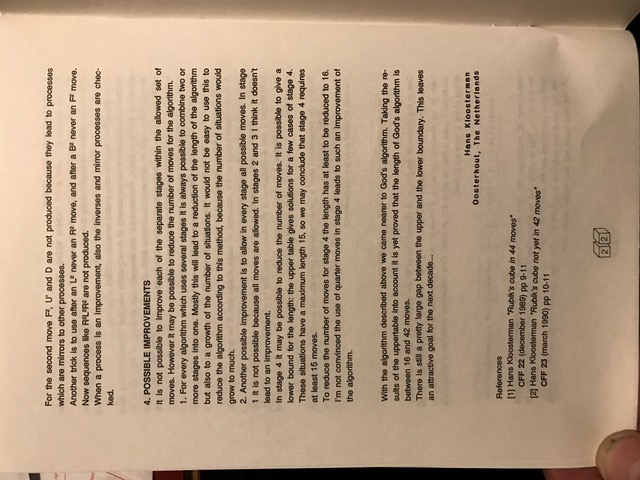 For the second move F², U' and D are not produced because they lead to processes
which are mirrors to other processes.
Another trick is to use after an L² never an R² move, and after a B² never an F² move.
Now sequences like R²L²R² are not produced.
When a process is an improvement, also the inverses and mirror processes are chec-
ked.
4. POSSIBLE IMPROVEMENTS
It is not possible to improve each of the separate stages within the allowed set of
moves. However it may be possible to reduce the number of moves for the algorithm.
1. For every algorithm which uses several stages it is always possible to combine two or
more stages into one. Mostly this will lead to a reduction of the length of the algorithm
but also to a growth of the number of situations. It would not be easy to use this to
reduce the algorithm according to this method, because the number of situations would
grow to much.
2. Another possible improvement is to allow in every stage all possible moves. In stage
1 it is not possible because all moves are allowed. In stages 2 and 3 I think it doesn't
lead to an improvement.
In stage 4 it may be possible to reduce the number of moves. It is possible to give a
lower bound for the length: the upper table gives solutions for a few cases of stage 4.
These situations have a maximum length 15, so we may conclude that stage 4 requires
at least 15 moves.
To reduce the number of moves for stage 4 the length has at least to be reduced to 16.
I'm not convinced the use of quarter moves in stage 4 leads to such an improvement of
the algorithm.
With the algorithm described above we came nearer to God's algorithm. Taking the re-
sults of the uppertable into account it is yet proved that the length of God's algorithm is
between 16 and 42 moves.
There is still a pretty large gap between the upper and the lower boundary. This leaves
an attractive goal for the next decade...
Hans Kloosterman
Oosterhout, The Netherlands
References
[1] Hans Kloosterman "Rubik's cube in 44 moves"
CFF 22 (december 1989) pp 9-11
[2] Hans Kloosterman "Rubik's cube not yet in 42 moves"
CFF 23 (march 1990) pp 10-11
22